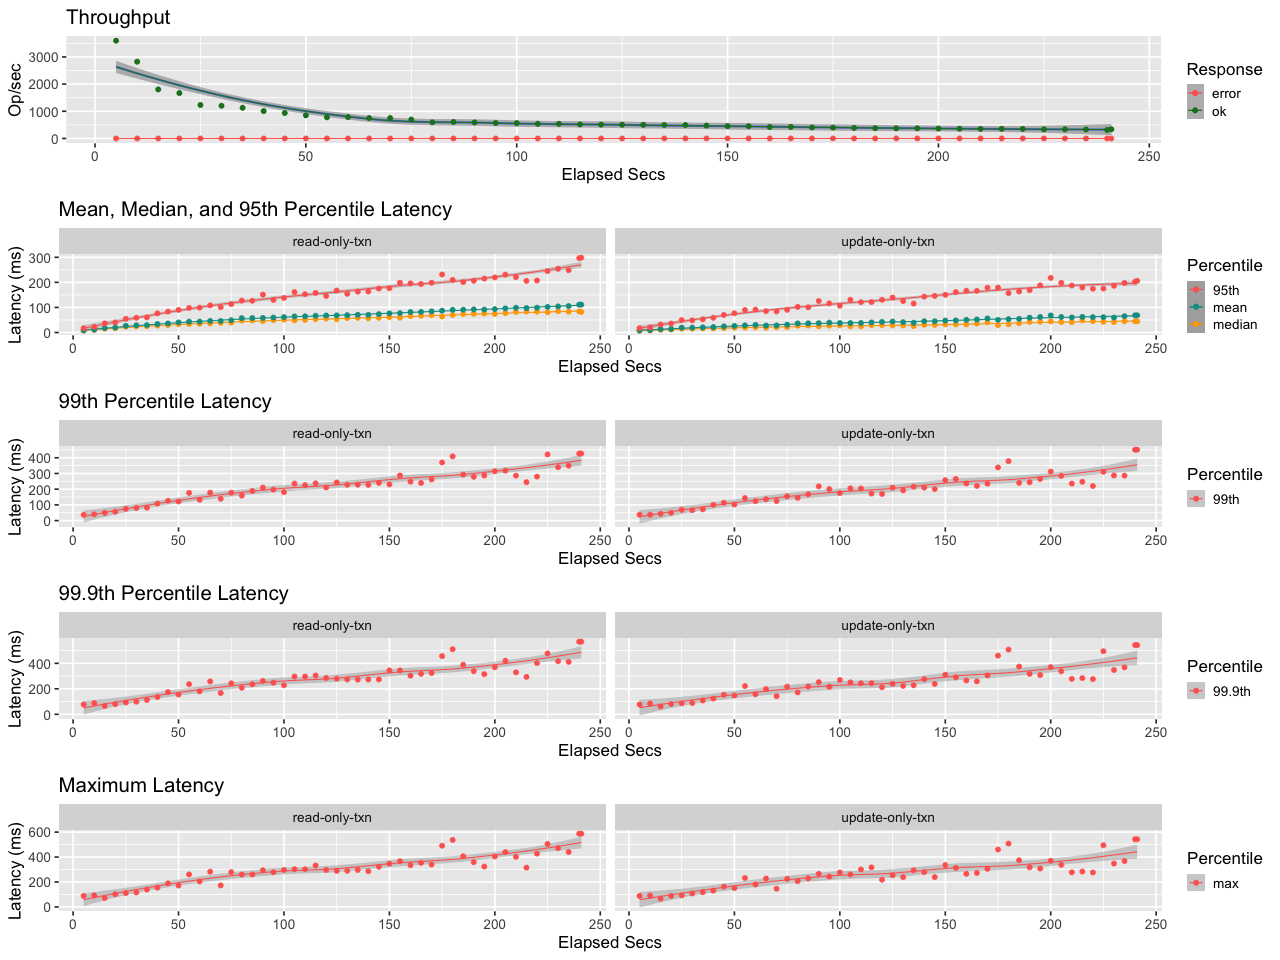 Throughput
Op/sec
3000
2000
1000
0
0 50 100 150 200 250
Elapsed Secs
Response
error
ok
Mean, Median, and 95th Percentile Latency
read-only-txn update-only-txn
Latency (ms)
300
200
100
0
0 50 100 150 200 250 0 50 100 150 200 250
Elapsed Secs
Percentile
95th
mean
median
99th Percentile Latency
read-only-txn update-only-txn
Latency (ms)
400
300
200
100
0
0 50 100 150 200 250 0 50 100 150 200 250
Elapsed Secs
Percentile
99th
99.9th Percentile Latency
read-only-txn update-only-txn
Latency (ms)
400
200
0
0 50 100 150 200 250 0 50 100 150 200 250
Elapsed Secs
Percentile
99.9th
Maximum Latency
read-only-txn update-only-txn
Latency (ms)
600
400
200
0
0 50 100 150 200 250 0 50 100 150 200 250
Elapsed Secs
Percentile
max